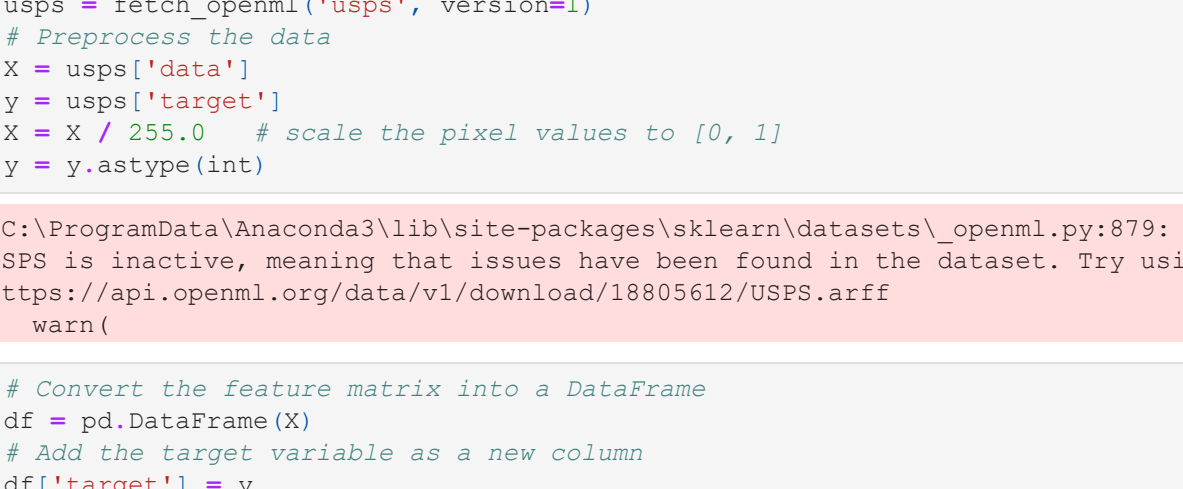 usps = fetch_openml('usps', version=1)
# Preprocess the data
X = usps['data']
y = usps['target']
X = X / 255.0   # scale the pixel values to [0, 1]
y = y.astype(int)
C:\ProgramData\Anaconda3\lib\site-packages\sklearn\datasets\_openml.py:879:
SPS is inactive, meaning that issues have been found in the dataset. Try usi
ttps://api.openml.org/data/v1/download/18805612/USPS.arff
  warn(
# Convert the feature matrix into a DataFrame
df = pd.DataFrame(X)
# Add the target variable as a new column
df['target'] = y